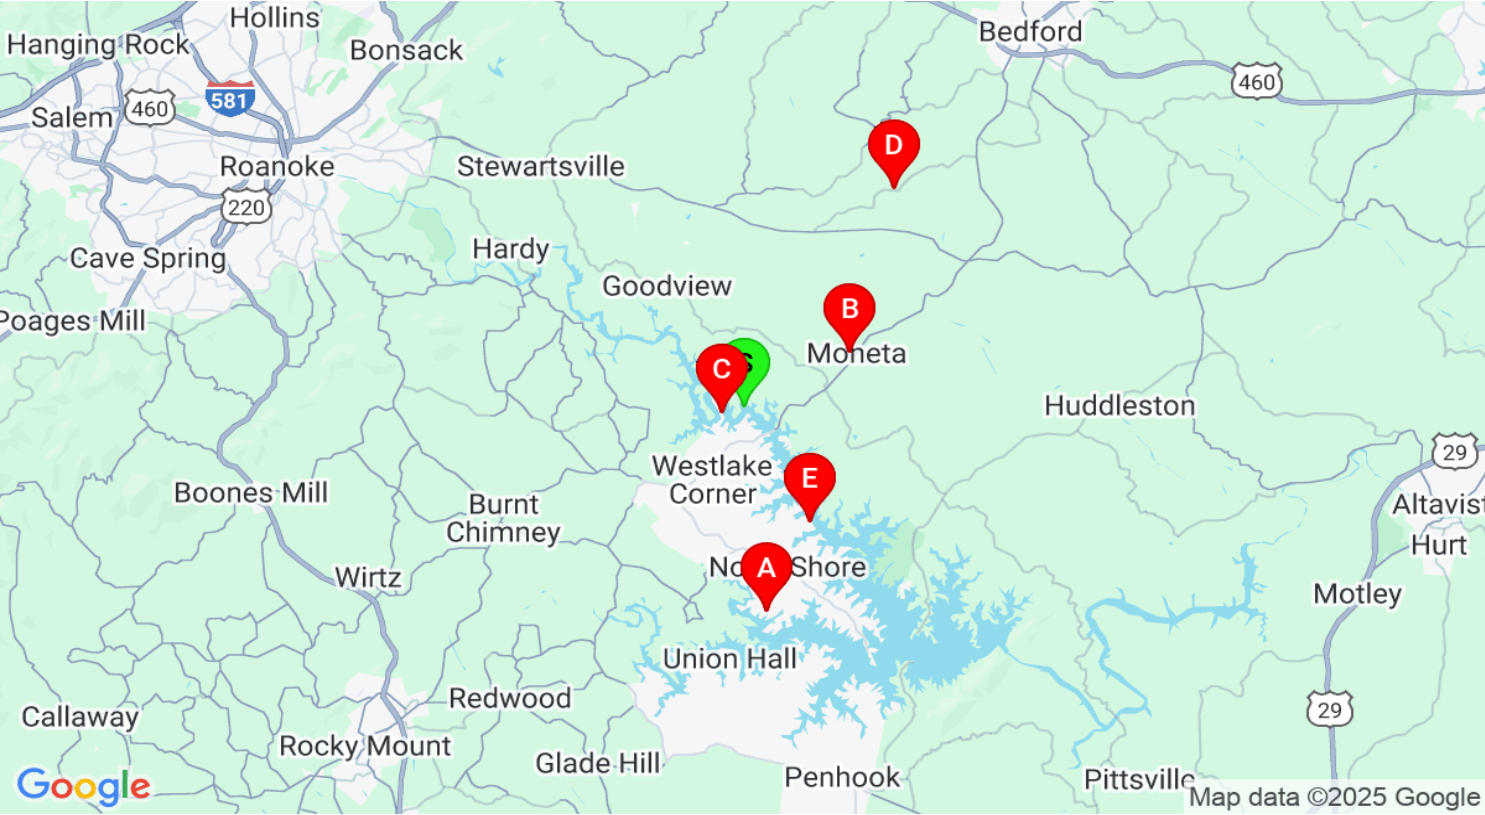 Hollins
Hanging Rock
Bonsack
Bedford
460
581
460
Salem
D
Stewartsville
Roanoke
220
Hardy
Cave Spring
Goodview
B
Poages Mill
Moneta
S
C
Huddleston
29
Westlake
Corner
E
Boones Mill
Burnt
Chimney
Altavist
Hurt
No
Shore
A
Wirtz
Motley
Union Hall
Redwood
Callaway
29
Rocky Mount
Glade Hill
Penhook
Pittsville
Google
Map data ©2025 Google